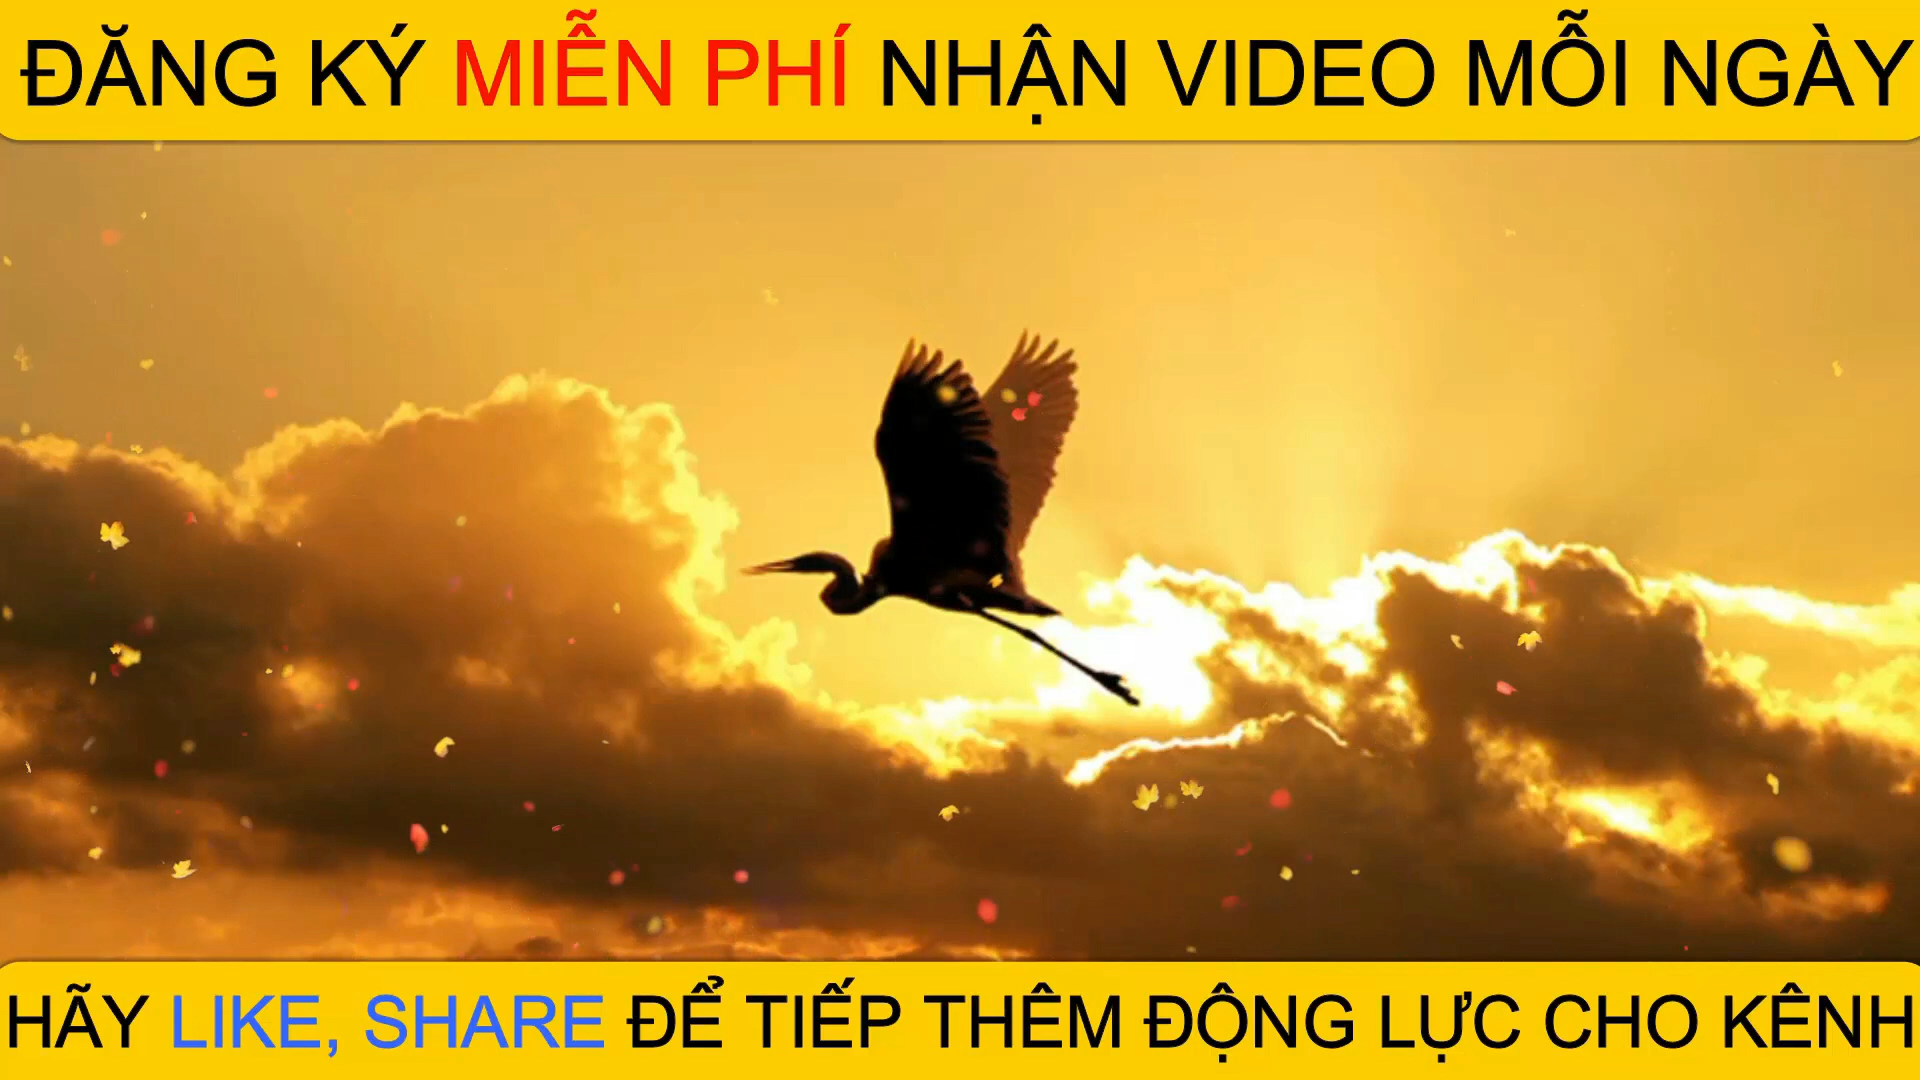 ĐĂNG KÝ MIỄN PHÍ NHẬN VIDEO MỖI NGÀY
HÃY LIKE, SHARE ĐỂ TIẾP THÊM ĐỘNG LỰC CHO KÊNH